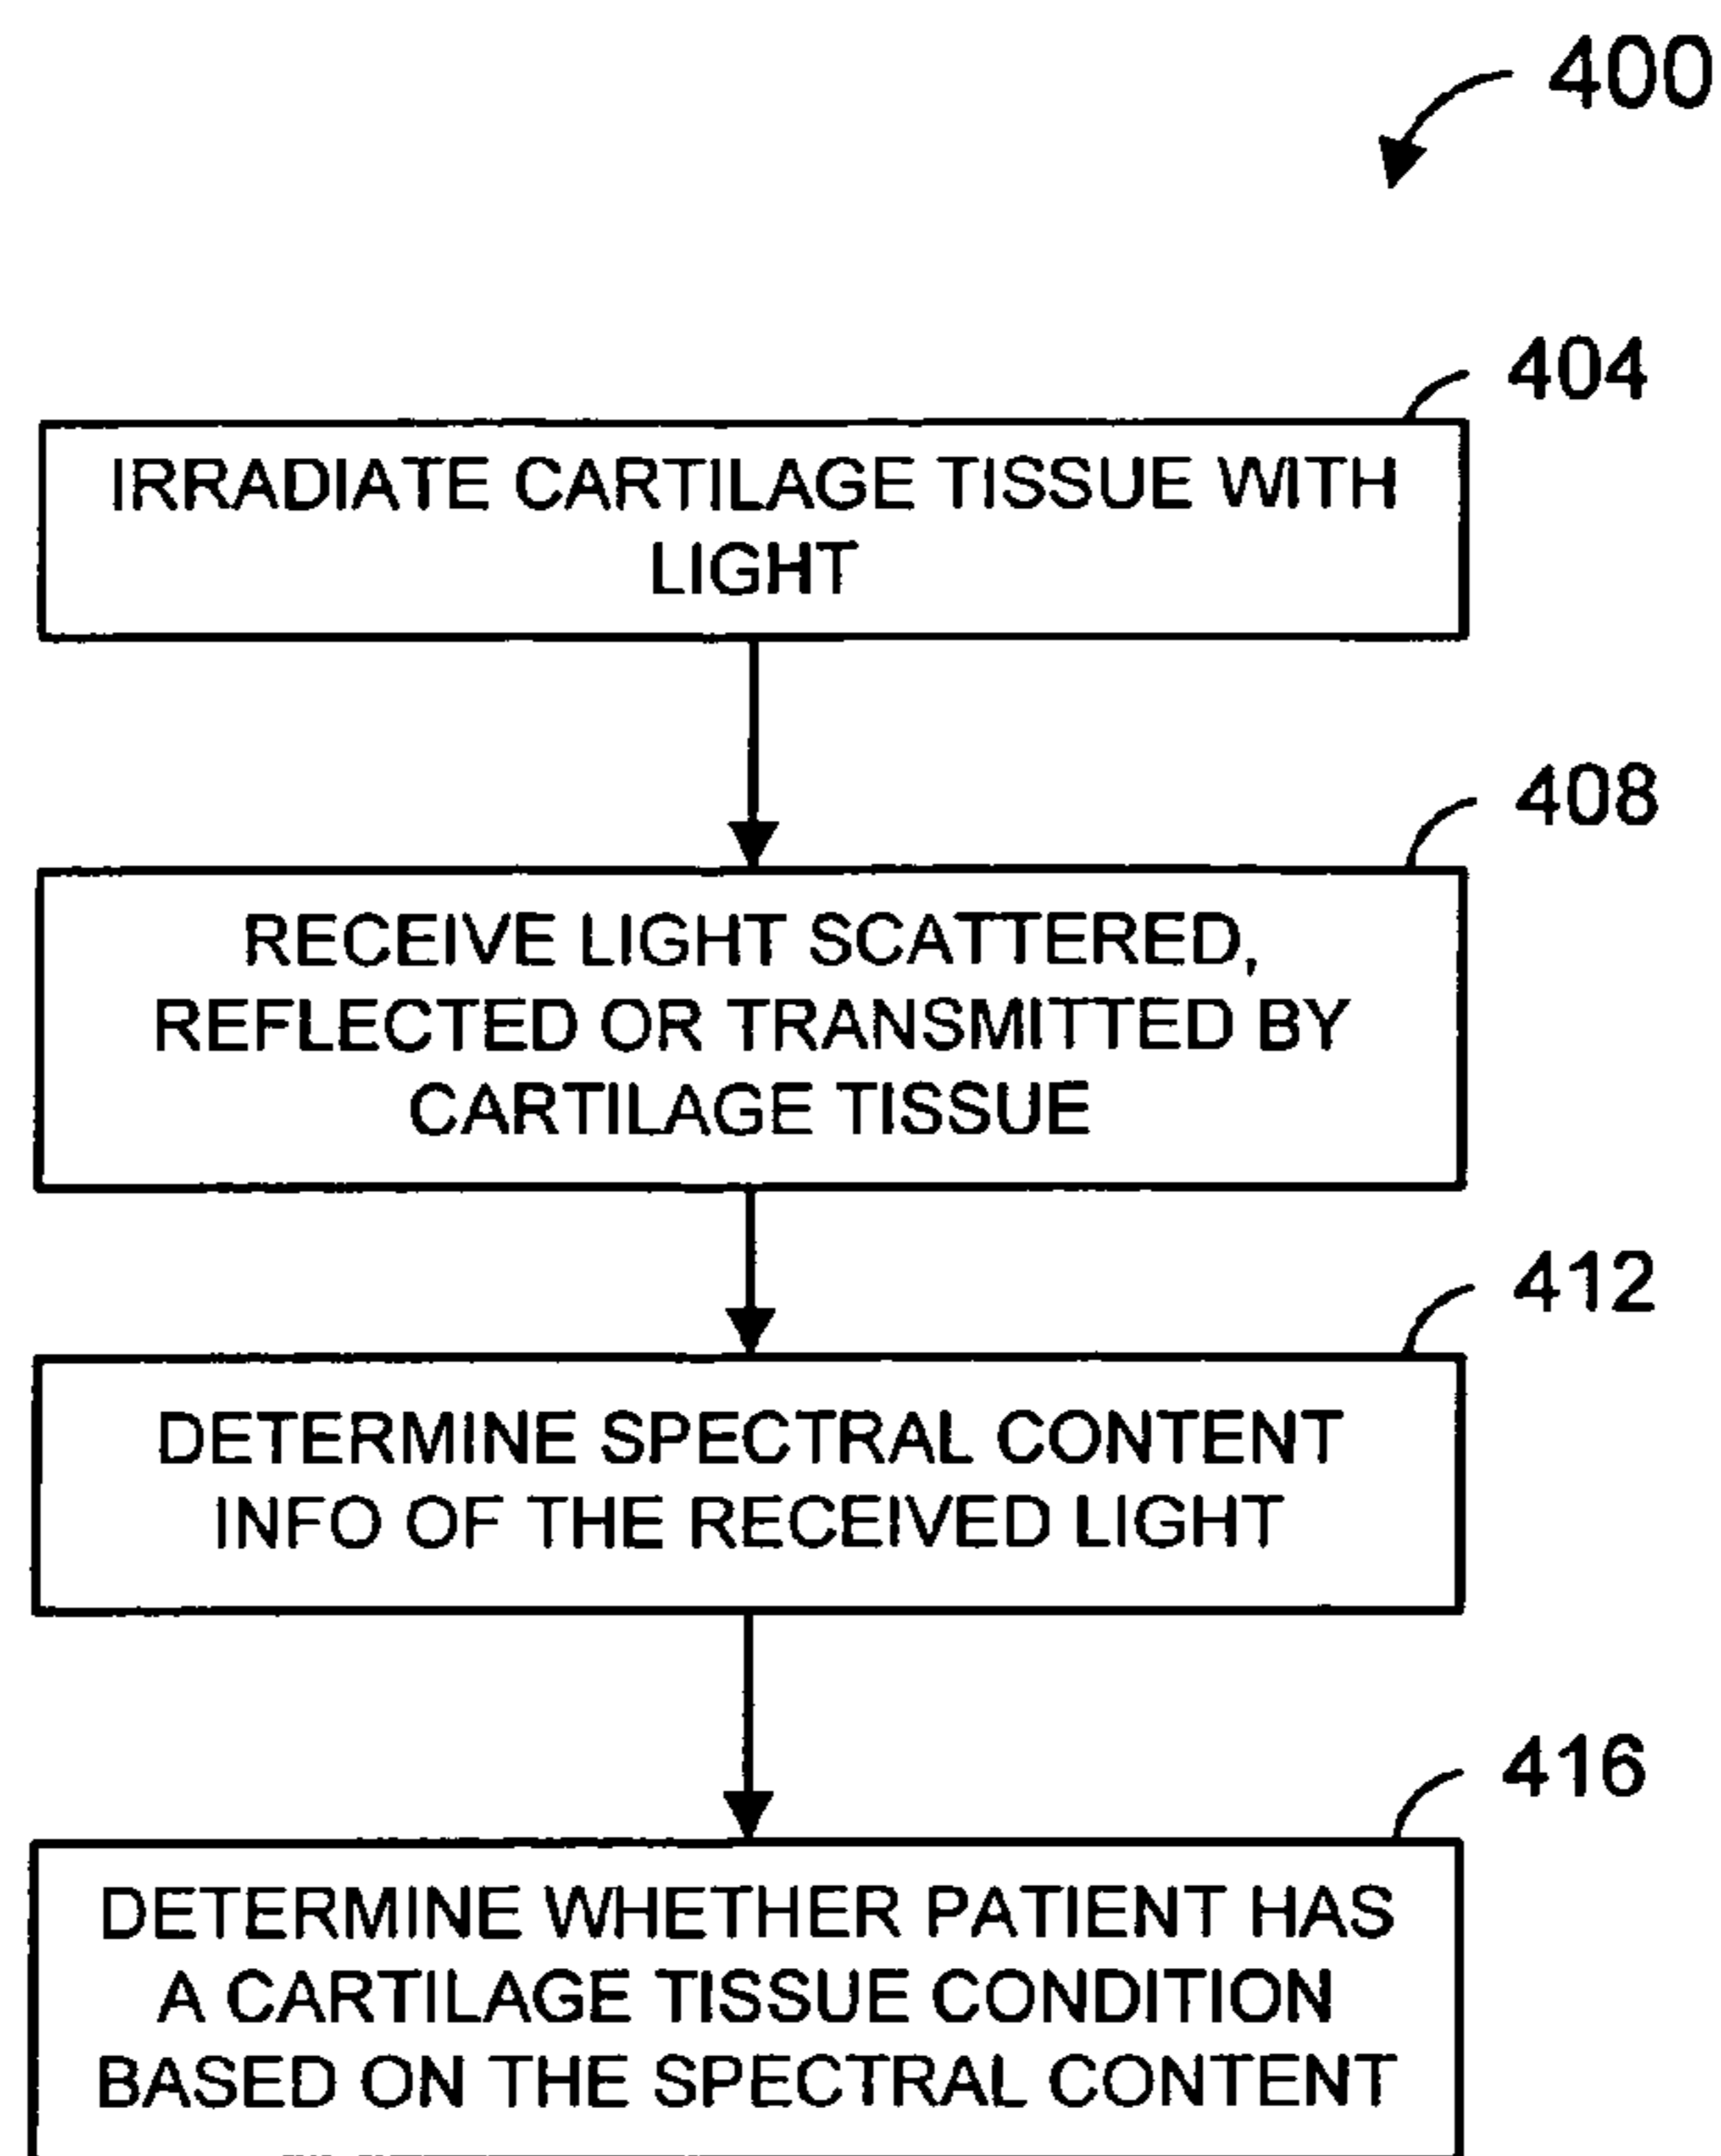 400
404
IRRADIATE CARTILAGE TISSUE WITH
LIGHT
408
RECEIVE LIGHT SCATTERED,
REFLECTED OR TRANSMITTED BY
CARTILAGE TISSUE
412
DETERMINE SPECTRAL CONTENT
INFO OF THE RECEIVED LIGHT
416
DETERMINE WHETHER PATIENT HAS
A CARTILAGE TISSUE CONDITION
BASED ON THE SPECTRAL CONTENT